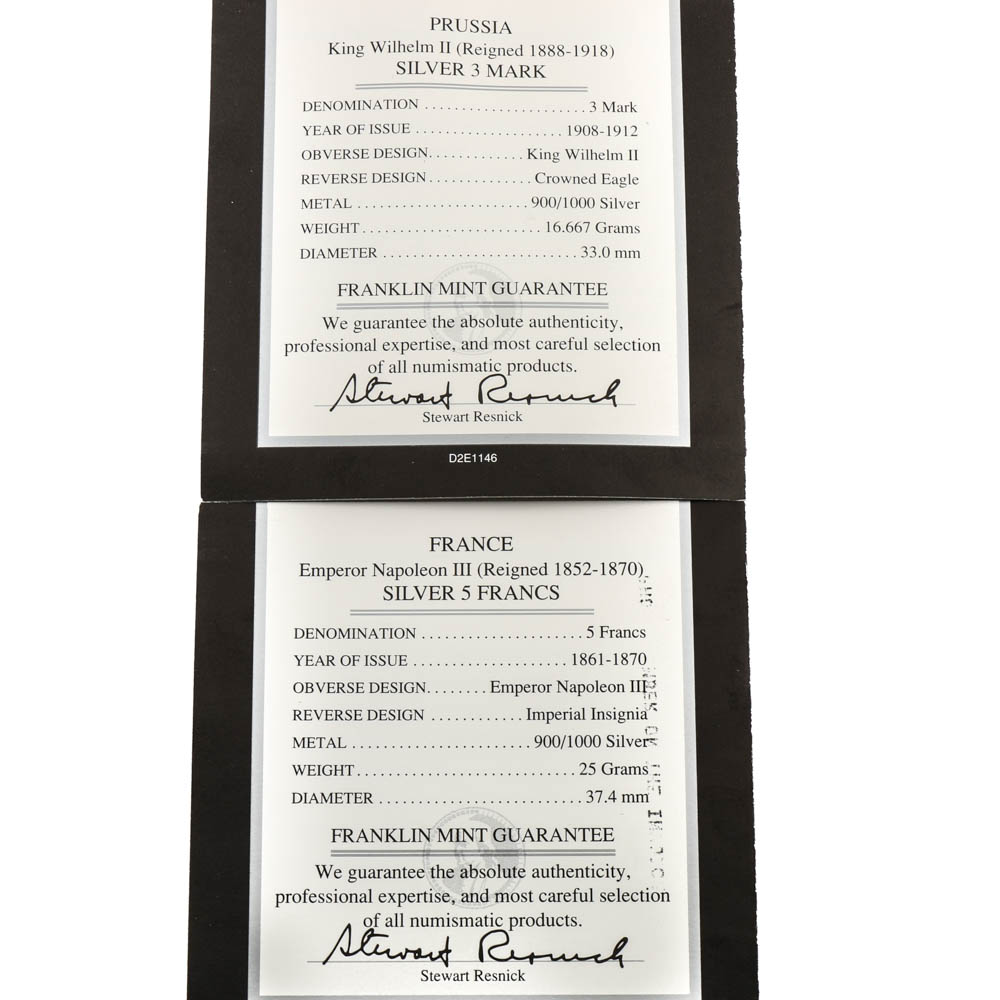 PRUSSIA
King Wilhelm II (Reigned 1888-1918)
SILVER 3 MARK
DENOMINATION ...................... 3 Mark
YEAR OF ISSUE .................... 1908-1912
OBVERSE DESIGN............. King Wilhelm II
REVERSE DESIGN.............. Crowned Eagle
METAL ....................... 900/1000 Silver
WEIGHT........................ 16.667 Grams
DIAMETER .......................... 33.0 mm
FRANKLIN MINT GUARANTEE
We guarantee the absolute authenticity,
professional expertise, and most careful selection
of all numismatic products.
Stewart Resnick
Stewart Resnick
D2E1146
FRANCE
Emperor Napoleon III (Reigned 1852-1870)
SILVER 5 FRANCS
DENOMINATION ...................... 5 Francs
YEAR OF ISSUE .................... 1861-1870
OBVERSE DESIGN........ Emperor Napoleon III
REVERSE DESIGN ............ Imperial Insignia
METAL ........................ 900/1000 Silver
WEIGHT............................. 25 Grams
DIAMETER ........................... 37.4 mm
FRANKLIN MINT GUARANTEE
We guarantee the absolute authenticity,
professional expertise, and most careful selection
of all numismatic products.
Stewart Resnick
Stewart Resnick